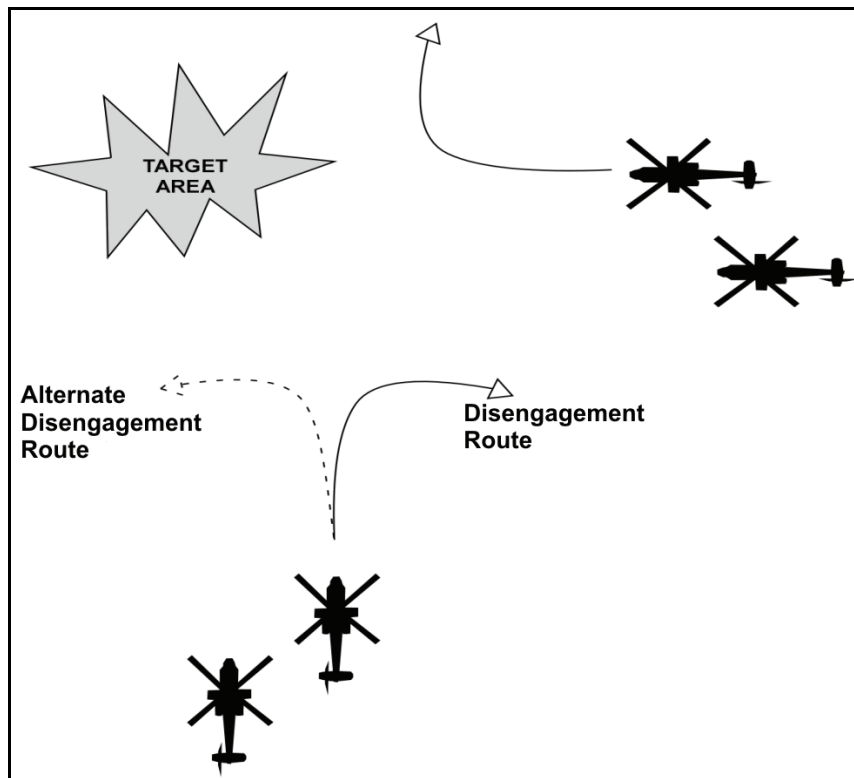 TARGET
AREA
Alternate
Disengagement
Route
Disengagement
Route